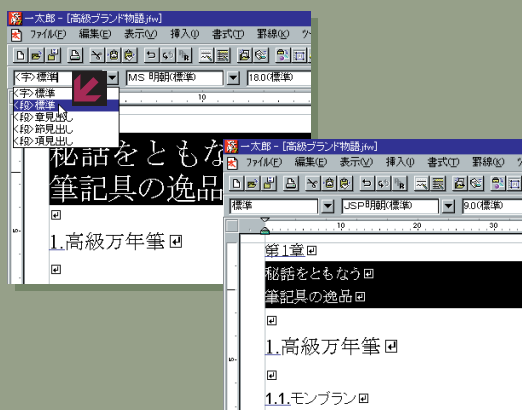 一太郎 - [高級ブランド物語.jfw]
ファイル(F) 編集(E) 表示(V) 挿入(I) 書式(T) 罫線(K)
<字>標準 MS 明朝(標準) 18.0(標準)
<字>標準
<段>標準
<段>章見出し
<段>節見出し
<段>項見出し
10
秘話をともな
筆記具の逸品
1.高級万年筆
一太郎 - [高級ブランド物語.jfw]
ファイル(F) 編集(E) 表示(V) 挿入(I) 書式(T) 罫線(K)
標準 JSP明朝(標準) 9.0(標準)
10 20 30
第1章
秘話をともなう
筆記具の逸品
1.高級万年筆
1.1.モンブラン